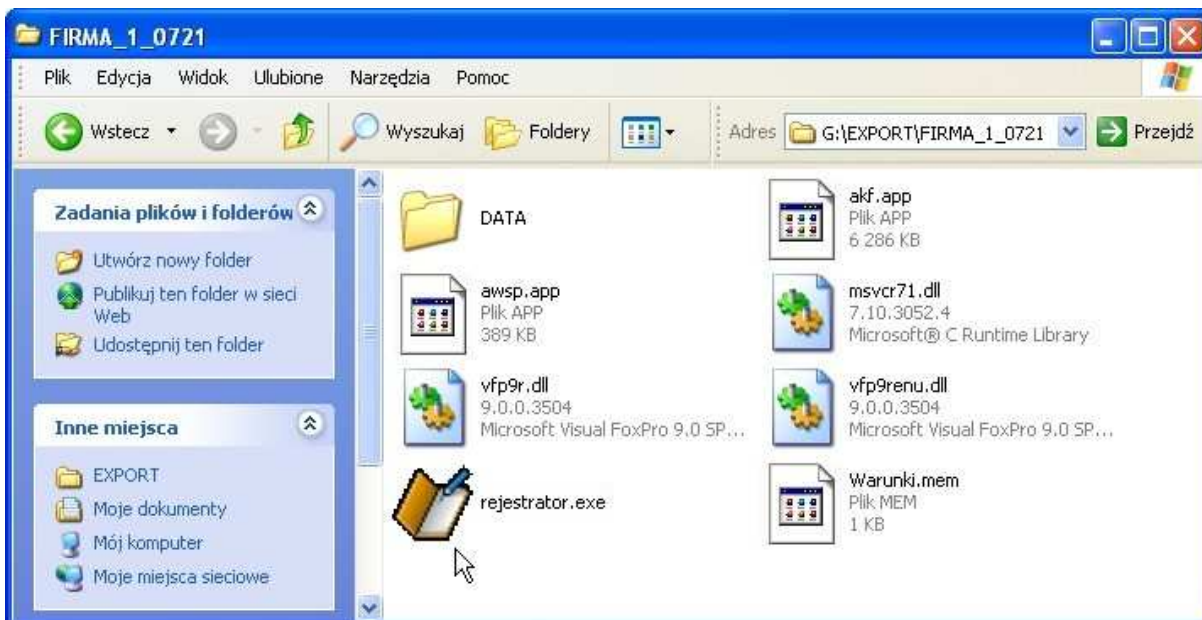 FIRMA_1_0721
Plik Edycja Widok Ulubione Narzędzia Pomoc
Wstecz Wyszukaj Foldery Adres G:\EXPORT\FIRMA_1_0721 Przejdź
Zadania plików i folderów
Utwórz nowy folder
Publikuj ten folder w sieci
Web
Udostępnij ten folder
Inne miejsca
EXPORT
Moje dokumenty
Mój komputer
Moje miejsca sieciowe
DATA
akf.app
Plik APP
6 286 KB
awsp.app
Plik APP
389 KB
msvcr71.dll
7.10.3052.4
Microsoft® C Runtime Library
vfp9r.dll
9.0.0.3504
Microsoft Visual FoxPro 9.0 SP...
vfp9renu.dll
9.0.0.3504
Microsoft Visual FoxPro 9.0 SP...
rejestrator.exe
Warunki.mem
Plik MEM
1 KB